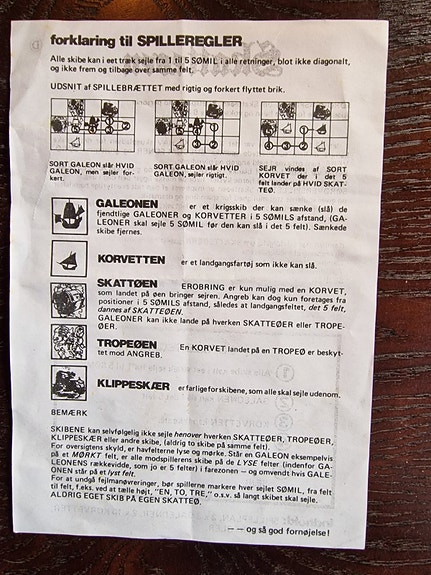 forklaring til SPILLEREGLER
Alle skibe kan i eet træk sejle fra 1 til 5 SØMIL i alle retninger, blot ikke diagonalt,
og ikke frem og tilbage over samme felt.
UDSNIT af SPILLEBRÆTTET med rigtig og forkert flyttet brik.
SORT GALEON slår HVID
GALEON, men sejler for-
kert.
SORT GALEON slår HVID
GALEON, sejler rigtigt.
SEJR vindes af SORT
KORVET der i det 5
felt lander på HVID SKAT-
TEØ.
GALEONEN er et krigsskib der kan sænke (slå) de
fjendtlige GALEONER og KORVETTER i 5 SØMILS afstand, (GA-
LEONER skal sejle 5 SØMIL før den kan slå i det 5 felt). Sænkede
skibe fjernes.
KORVETTEN er et landgangsfartøj som ikke kan slå.
SKATTØEN EROBRING er kun mulig med en KORVET,
som landet på øen bringer sejren. Angreb kan dog kun foretages fra
positioner i 5 SØMILS afstand, således at landgangsfeltet, det 5 felt,
dannes af SKATTEØEN.
GALEONER kan ikke lande på hverken SKATTEØER eller TROPE-
ØER.
TROPEØEN En KORVET landet på en TROPEØ er beskyt-
tet mod ANGREB.
KLIPPESKÆR er farlige for skibene, som alle skal sejle udenom.
BEMÆRK
SKIBENE kan selvfølgelig ikke sejle henover hverken SKATTEØER, TROPEØER,
KLIPPESKÆR eller andre skibe, (aldrig to skibe på samme felt).
For oversigtens skyld, er havfelterne lyse og mørke. Står en GALEON eksempelvis
på et MØRKT felt, er alle modspillerens skibe på de LYSE felter (indenfor GA-
LEONENS rækkevidde, som jo er 5 felter) i farezonen — og omvendt hvis GALE-
ONEN står på et lyst felt.
For at undgå fejlmanøvreringer, bør spillerne markere hver sejlet SØMIL, fra felt
til felt, f.eks. ved at tælle højt, "EN, TO, TRE," o.s.v. så langt skibet skal sejle.
ALDRIG EGET SKIB PÅ EGEN SKATTEØ.
— — og så god fornøjelse!